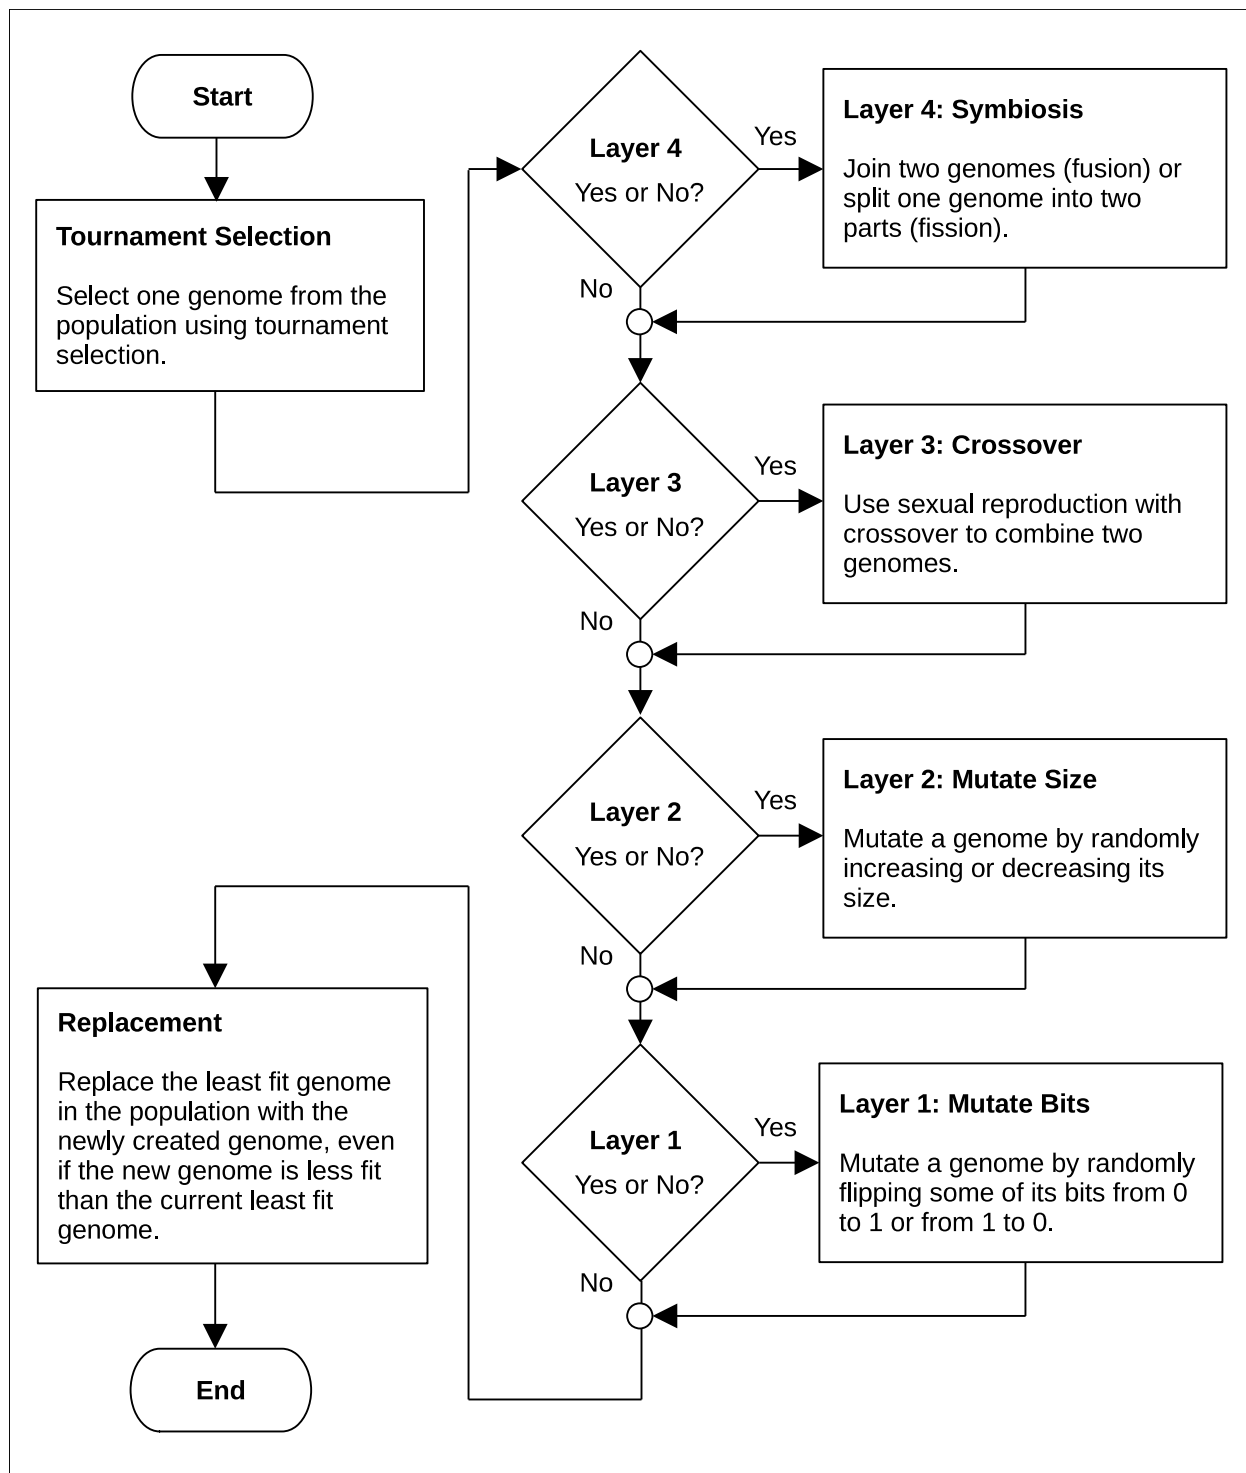 Start
Tournament Selection
Select one genome from the
population using tournament
selection.
Layer 4
Yes or No?
Yes
No
Layer 4: Symbiosis
Join two genomes (fusion) or
split one genome into two
parts (fission).
Layer 3
Yes or No?
Yes
No
Layer 3: Crossover
Use sexual reproduction with
crossover to combine two
genomes.
Layer 2
Yes or No?
Yes
No
Layer 2: Mutate Size
Mutate a genome by randomly
increasing or decreasing its
size.
Layer 1
Yes or No?
Yes
No
Layer 1: Mutate Bits
Mutate a genome by randomly
flipping some of its bits from 0
to 1 or from 1 to 0.
Replacement
Replace the least fit genome
in the population with the
newly created genome, even
if the new genome is less fit
than the current least fit
genome.
End